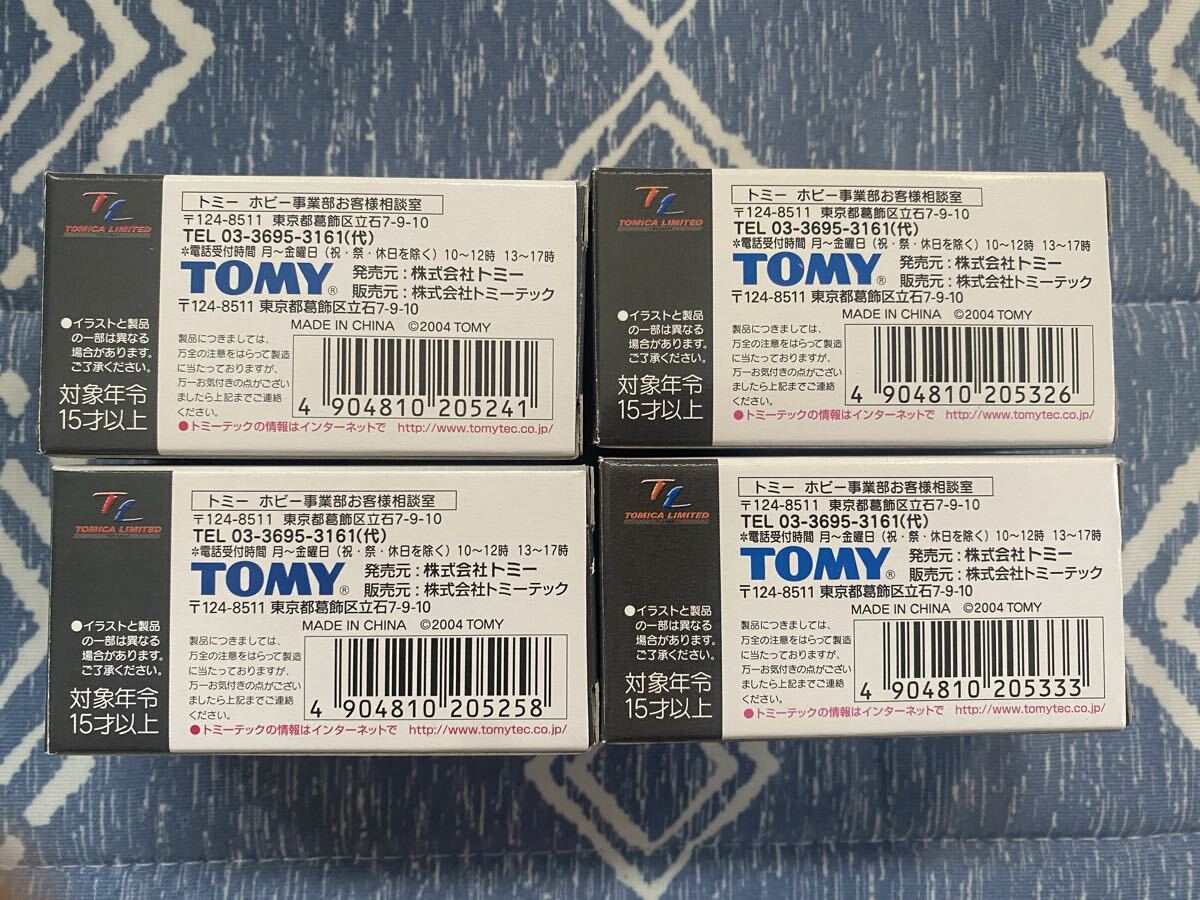 TOMICA LIMITED
●イラストと製品
の一部は異なる
場合があります。
ご了承ください。
対象年令
15才以上
トミー ホビー事業部お客様相談室
〒124-8511 東京都葛飾区立石7-9-10
TEL 03-3695-3161(代)
*電話受付時間 月〜金曜日(祝・祭・休日を除く) 10〜12時 13〜17時
TOMY® 発売元:株式会社トミー
販売元:株式会社トミーテック
〒124-8511 東京都葛飾区立石7-9-10
MADE IN CHINA ©2004 TOMY
製品につきましては、
万全の注意をはらって製造
に当たっておりますが、
万一お気付きの点がござい
ましたら上記までご連絡
ください。
4 904810 205241
●トミーテックの情報はインターネットで http://www.tomytec.co.jp/
TOMICA LIMITED
●イラストと製品
の一部は異なる
場合があります。
ご了承ください。
対象年令
15才以上
トミー ホビー事業部お客様相談室
〒124-8511 東京都葛飾区立石7-9-10
TEL 03-3695-3161(代)
*電話受付時間 月〜金曜日(祝・祭・休日を除く) 10〜12時 13〜17時
TOMY® 発売元:株式会社トミー
販売元:株式会社トミーテック
〒124-8511 東京都葛飾区立石7-9-10
MADE IN CHINA ©2004 TOMY
製品につきましては、
万全の注意をはらって製造
に当たっておりますが、
万一お気付きの点がござい
ましたら上記までご連絡
ください。
4 904810 205326
●トミーテックの情報はインターネットで http://www.tomytec.co.jp/
TOMICA LIMITED
●イラストと製品
の一部は異なる
場合があります。
ご了承ください。
対象年令
15才以上
トミー ホビー事業部お客様相談室
〒124-8511 東京都葛飾区立石7-9-10
TEL 03-3695-3161(代)
*電話受付時間 月〜金曜日(祝・祭・休日を除く) 10〜12時 13〜17時
TOMY® 発売元:株式会社トミー
販売元:株式会社トミーテック
〒124-8511 東京都葛飾区立石7-9-10
MADE IN CHINA ©2004 TOMY
製品につきましては、
万全の注意をはらって製造
に当たっておりますが、
万一お気付きの点がござい
ましたら上記までご連絡
ください。
4 904810 205258
●トミーテックの情報はインターネットで http://www.tomytec.co.jp/
TOMICA LIMITED
●イラストと製品
の一部は異なる
場合があります。
ご了承ください。
対象年令
15才以上
トミー ホビー事業部お客様相談室
〒124-8511 東京都葛飾区立石7-9-10
TEL 03-3695-3161(代)
*電話受付時間 月〜金曜日(祝・祭・休日を除く) 10〜12時 13〜17時
TOMY® 発売元:株式会社トミー
販売元:株式会社トミーテック
〒124-8511 東京都葛飾区立石7-9-10
MADE IN CHINA ©2004 TOMY
製品につきましては、
万全の注意をはらって製造
に当たっておりますが、
万一お気付きの点がござい
ましたら上記までご連絡
ください。
4 904810 205333
●トミーテックの情報はインターネットで http://www.tomytec.co.jp/